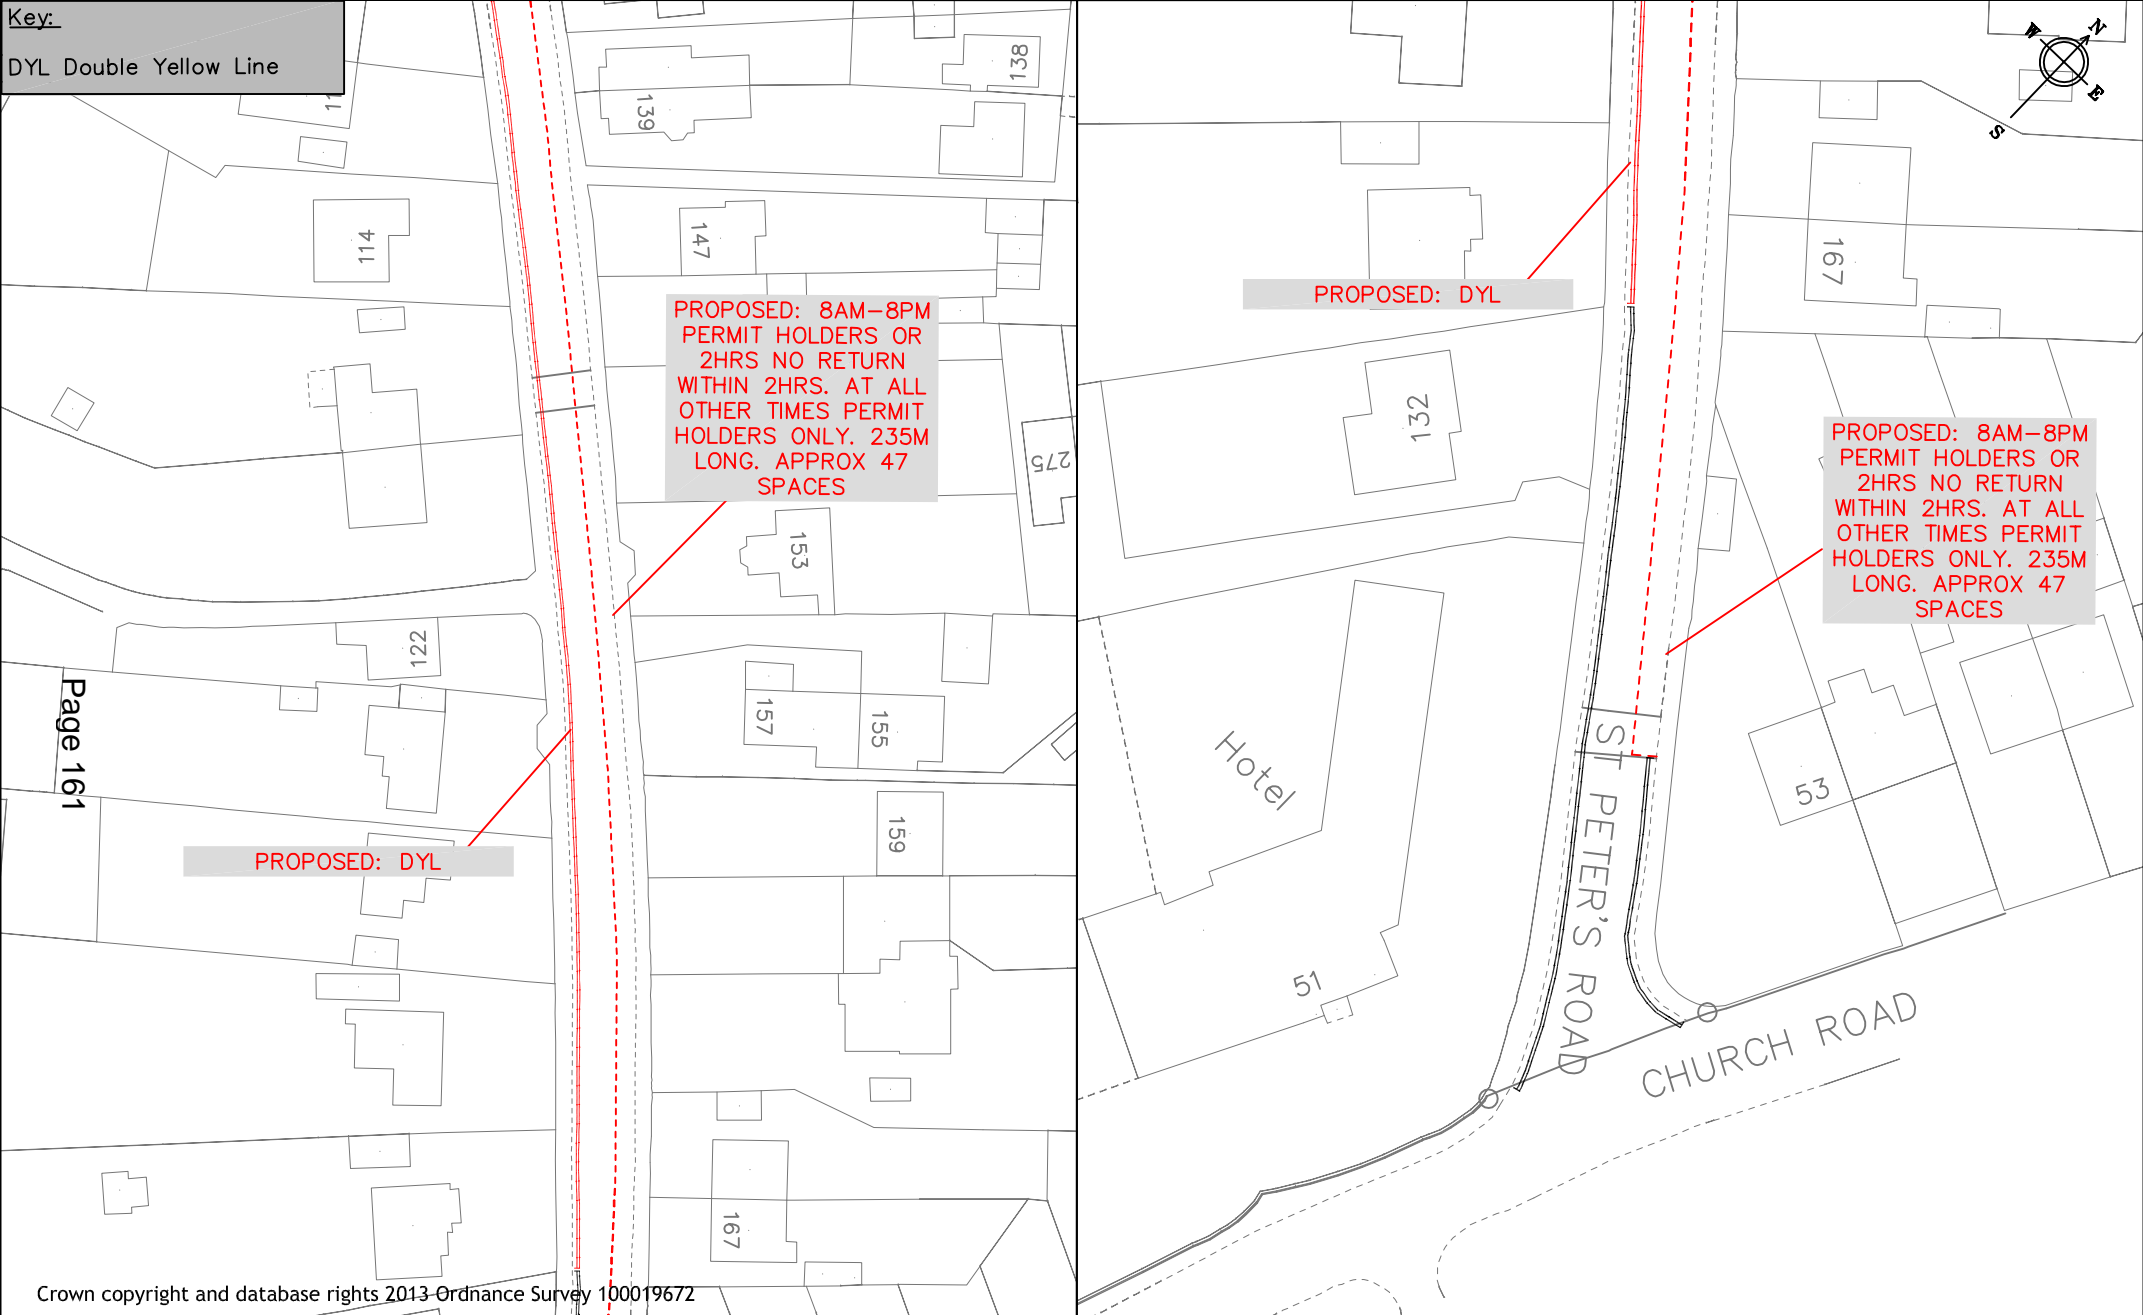 Key:
DYL Double Yellow Line
139
138
114
147
PROPOSED: 8AM-8PM
PERMIT HOLDERS OR
2HRS NO RETURN
WITHIN 2HRS. AT ALL
OTHER TIMES PERMIT
HOLDERS ONLY. 235M
LONG. APPROX 47
SPACES
275
153
122
157
155
Page 161
159
PROPOSED: DYL
167
Crown copyright and database rights 2013 Ordnance Survey 100019672
N
W
E
S
167
PROPOSED: DYL
132
PROPOSED: 8AM-8PM
PERMIT HOLDERS OR
2HRS NO RETURN
WITHIN 2HRS. AT ALL
OTHER TIMES PERMIT
HOLDERS ONLY. 235M
LONG. APPROX 47
SPACES
Hotel
53
51
ST PETER'S ROAD
CHURCH ROAD